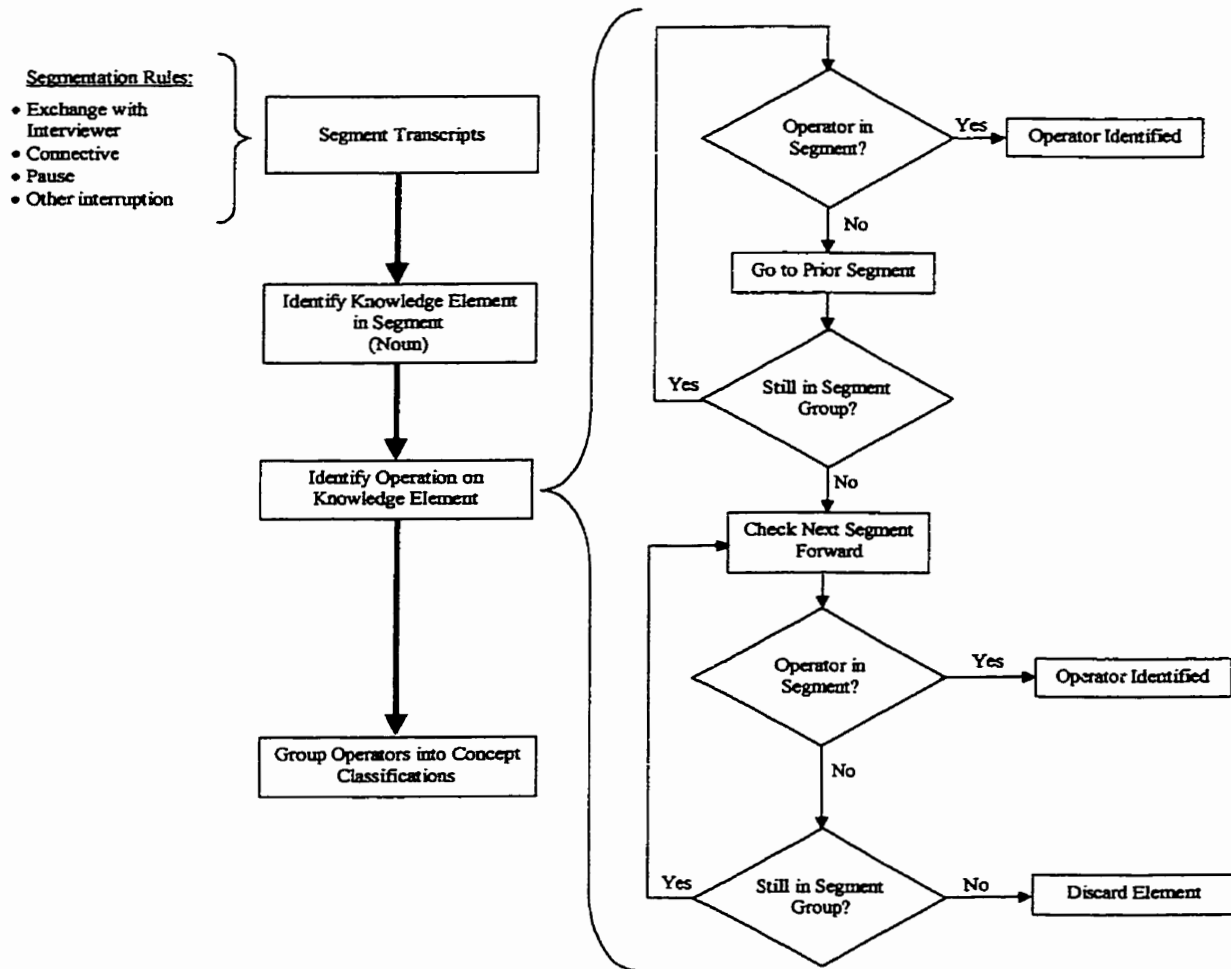 Segmentation Rules:
• Exchange with
Interviewer
• Connective
• Pause
• Other interruption
Segment Transcripts
Identify Knowledge Element
in Segment
(Noun)
Identify Operation on
Knowledge Element
Group Operators into Concept
Classifications
Operator in
Segment?
Yes
Operator Identified
No
Go to Prior Segment
Yes
Still in Segment
Group?
No
Check Next Segment
Forward
Operator in
Segment?
Yes
Operator Identified
No
Yes
Still in Segment
Group?
No
Discard Element